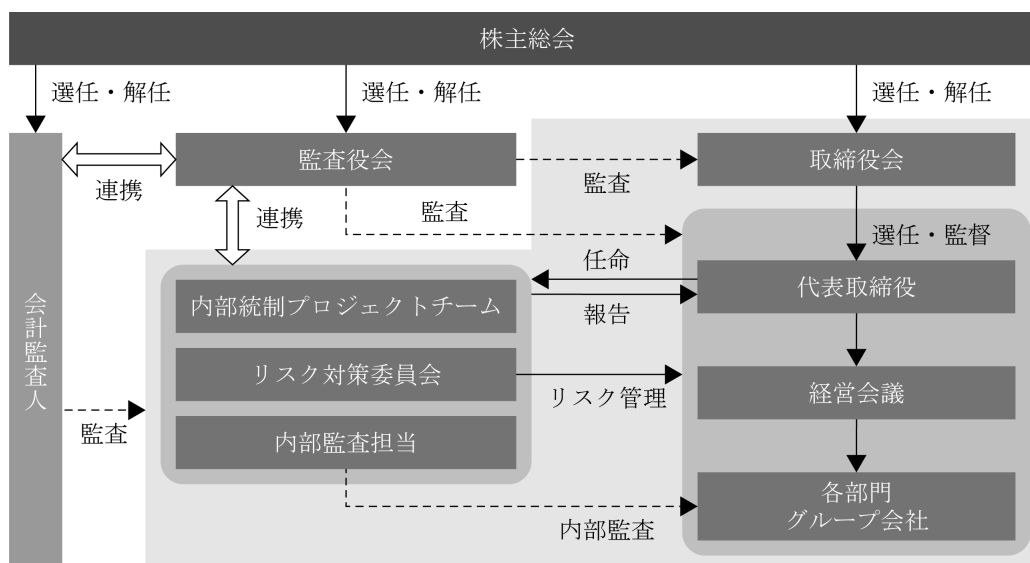 株主総会
選任・解任
選任・解任
選任・解任
監査役会
取締役会
連携
監査
連携
監査
選任・監督
任命
代表取締役
内部統制プロジェクトチーム
報告
会計監査人
リスク対策委員会
リスク管理
経営会議
監査
内部監査担当
各部門
グループ会社
内部監査